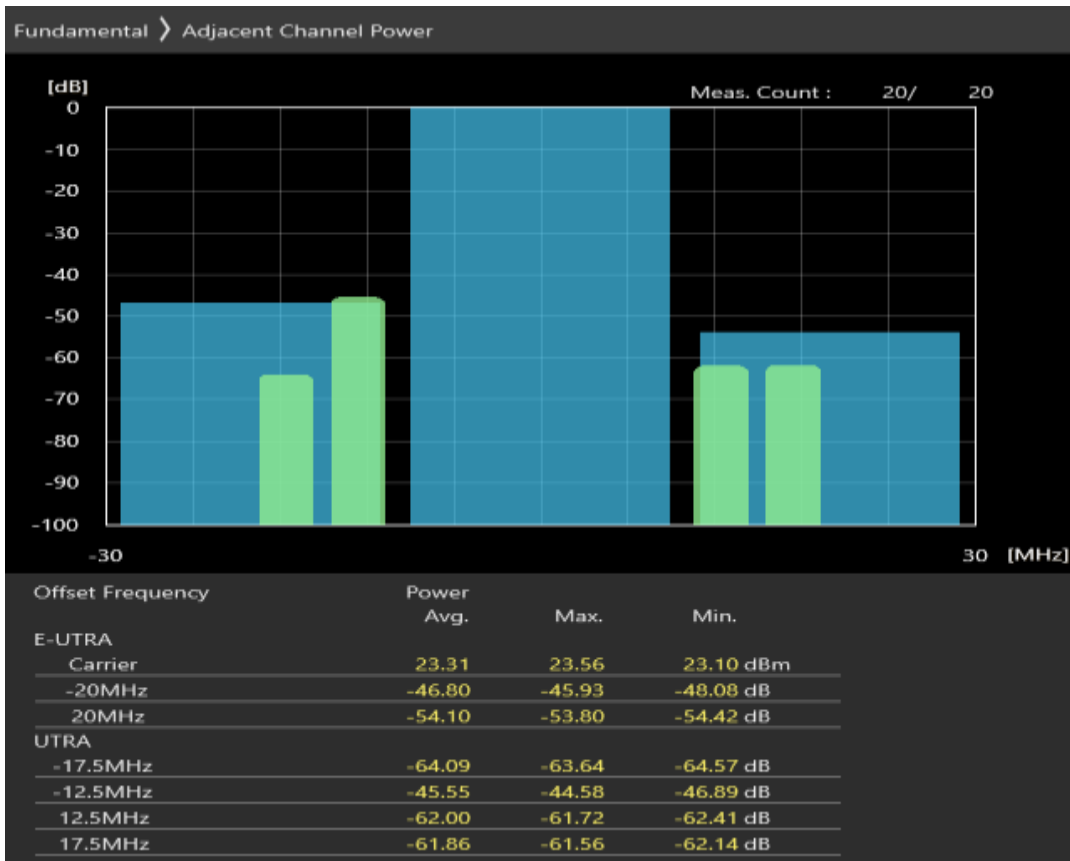 Fundamental 〉 Adjacent Channel Power
[dB]
Meas. Count : 20/ 20
0
-10
-20
-30
-40
-50
-60
-70
-80
-90
-100
-30 30 [MHz]
Offset Frequency Power
Avg. Max. Min.
E-UTRA
Carrier 23.31 23.56 23.10 dBm
-20MHz -46.80 -45.93 -48.08 dB
20MHz -54.10 -53.80 -54.42 dB
UTRA
-17.5MHz -64.09 -63.64 -64.57 dB
-12.5MHz -45.55 -44.58 -46.89 dB
12.5MHz -62.00 -61.72 -62.41 dB
17.5MHz -61.86 -61.56 -62.14 dB